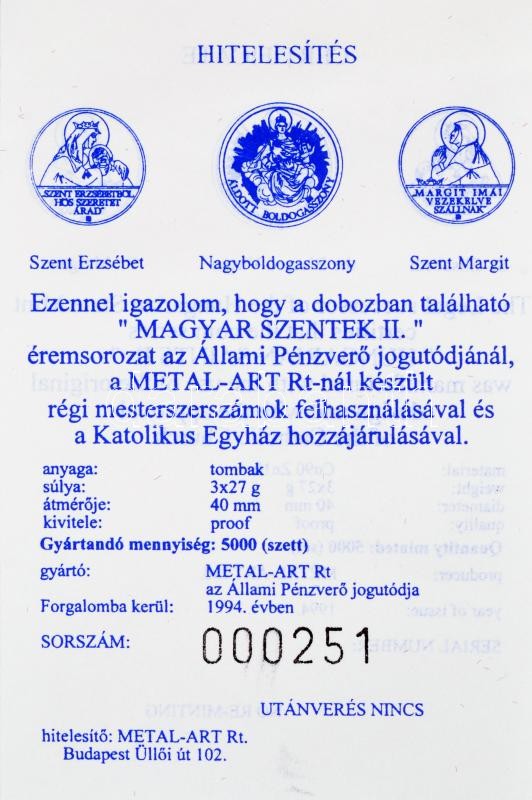 HITELESÍTÉS
"SZENT ERZSÉBETBŐL
HŐS SZERETET
ÁRAD"
ÁLDOTT BOLDOGASSZONY
"MARGIT IMÁI
VEZEKELVE
SZÁLLNAK"
Szent Erzsébet Nagyboldogasszony Szent Margit
Ezennel igazolom, hogy a dobozban található
" MAGYAR SZENTEK II. "
éremsorozat az Állami Pénzverő jogutódjánál,
a METAL-ART Rt-nál készült
régi mesterszerszámok felhasználásával és
a Katolikus Egyház hozzájárulásával.
anyaga: tombak
súlya: 3x27 g
átmérője: 40 mm
kivitele: proof
Gyártandó mennyiség: 5000 (szett)
gyártó: METAL-ART Rt
az Állami Pénzverő jogutódja
Forgalomba kerül: 1994. évben
SORSZÁM: 000251
UTÁNVERÉS NINCS
hitelesítő: METAL-ART Rt.
Budapest Üllői út 102.